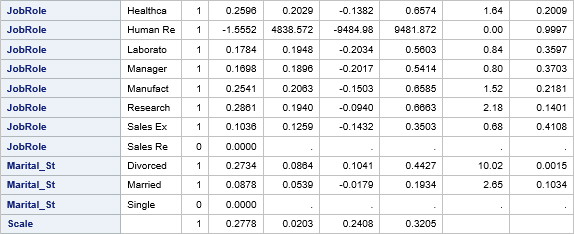 JobRole Healthca 1 0.2596 0.2029 -0.1382 0.6574 1.64 0.2009
JobRole Human Re 1 -1.5552 4838.572 -9484.98 9481.872 0.00 0.9997
JobRole Laborato 1 0.1784 0.1948 -0.2034 0.5603 0.84 0.3597
JobRole Manager 1 0.1698 0.1896 -0.2017 0.5414 0.80 0.3703
JobRole Manufact 1 0.2541 0.2063 -0.1503 0.6585 1.52 0.2181
JobRole Research 1 0.2861 0.1940 -0.0940 0.6663 2.18 0.1401
JobRole Sales Ex 1 0.1036 0.1259 -0.1432 0.3503 0.68 0.4108
JobRole Sales Re 0 0.0000 . . . . .
Marital_St Divorced 1 0.2734 0.0864 0.1041 0.4427 10.02 0.0015
Marital_St Married 1 0.0878 0.0539 -0.0179 0.1934 2.65 0.1034
Marital_St Single 0 0.0000 . . . . .
Scale 1 0.2778 0.0203 0.2408 0.3205